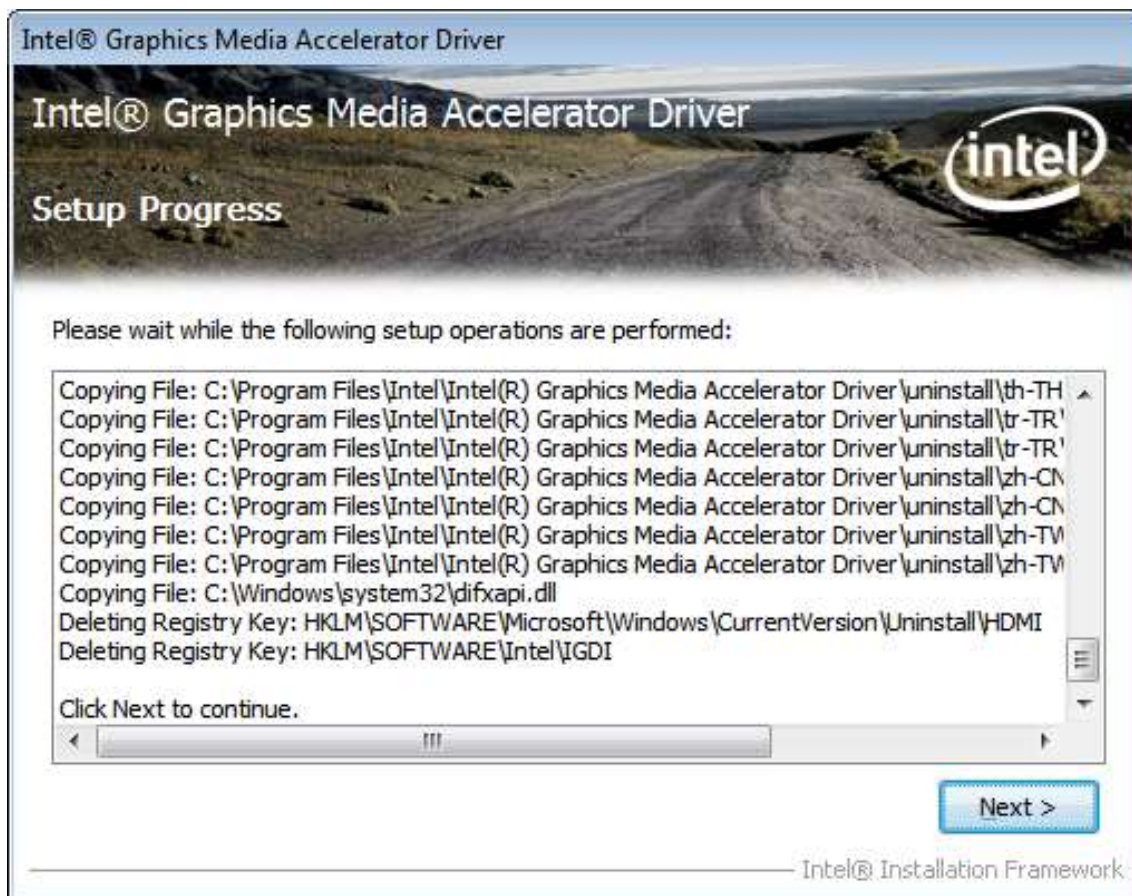 Intel® Graphics Media Accelerator Driver
Intel® Graphics Media Accelerator Driver
intel
Setup Progress
Please wait while the following setup operations are performed:
Copying File: C:\Program Files\Intel\Intel(R) Graphics Media Accelerator Driver\uninstall\th-TH
Copying File: C:\Program Files\Intel\Intel(R) Graphics Media Accelerator Driver\uninstall\tr-TR\
Copying File: C:\Program Files\Intel\Intel(R) Graphics Media Accelerator Driver\uninstall\tr-TR\
Copying File: C:\Program Files\Intel\Intel(R) Graphics Media Accelerator Driver\uninstall\zh-CN
Copying File: C:\Program Files\Intel\Intel(R) Graphics Media Accelerator Driver\uninstall\zh-CN
Copying File: C:\Program Files\Intel\Intel(R) Graphics Media Accelerator Driver\uninstall\zh-TW
Copying File: C:\Program Files\Intel\Intel(R) Graphics Media Accelerator Driver\uninstall\zh-TW
Copying File: C:\Windows\system32\difxapi.dll
Deleting Registry Key: HKLM\SOFTWARE\Microsoft\Windows\CurrentVersion\Uninstall\HDMI
Deleting Registry Key: HKLM\SOFTWARE\Intel\IGDI
Click Next to continue.
Next >
Intel® Installation Framework